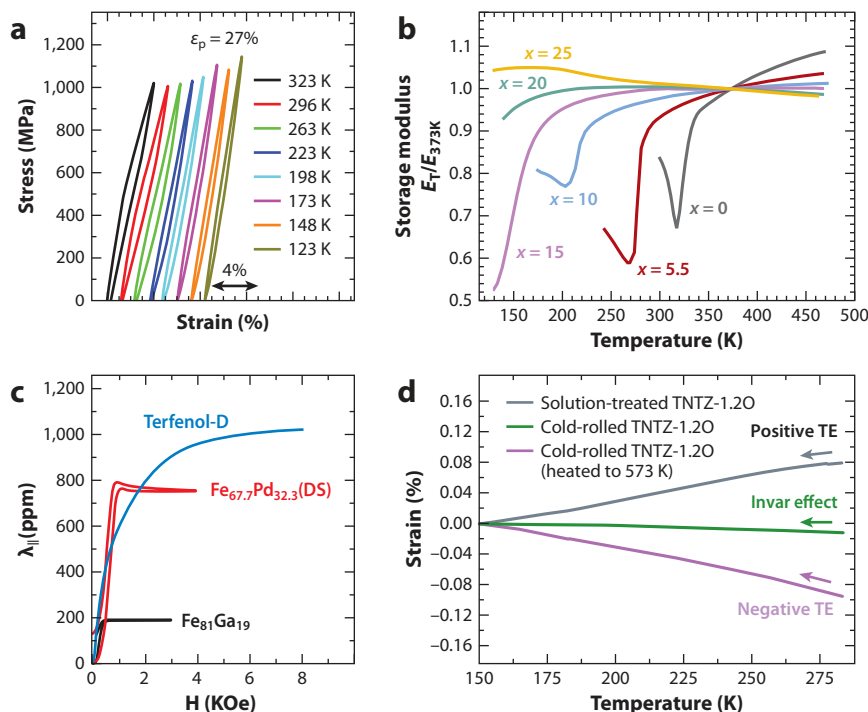 a
1,200
1,000
800
600
400
200
0
Stress (MPa)
Strain (%)
εp = 27%
323 K
296 K
263 K
223 K
198 K
173 K
148 K
123 K
4%
b
1.1
1.0
0.9
0.8
0.7
0.6
0.5
Storage modulus
ET/E373K
x = 25
x = 20
x = 15
x = 10
x = 5.5
x = 0
150 200 250 300 350 400 450 500
Temperature (K)
c
1,200
1,000
800
600
400
200
0
λ||(ppm)
Terfenol-D
Fe67.7Pd32.3(DS)
Fe81Ga19
0 2 4 6 8 10
H (KOe)
d
0.16
0.12
0.08
0.04
0.00
−0.04
−0.08
−0.12
−0.16
Strain (%)
Solution-treated TNTZ-1.2O
Cold-rolled TNTZ-1.2O
Cold-rolled TNTZ-1.2O
(heated to 573 K)
Positive TE
Invar effect
Negative TE
150 175 200 225 250 275
Temperature (K)